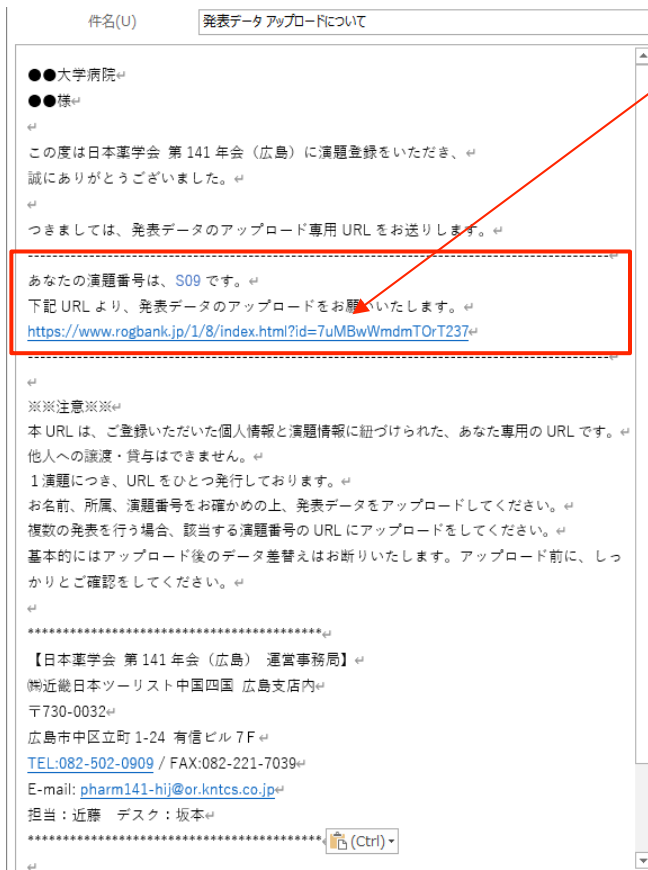 件名(U) 発表データ アップロードについて
●●大学病院↵
●●様↵
↵
この度は日本薬学会 第 141 年会（広島）に演題登録をいただき、↵
誠にありがとうございました。↵
↵
つきましては、発表データのアップロード専用 URL をお送りします。↵
--------------------------------------------------------------------------------↵
あなたの演題番号は、S09 です。↵
下記 URL より、発表データのアップロードをお願いいたします。↵
https://www.rogbank.jp/1/8/index.html?id=7uMBwWmdmTOrT237↵
--------------------------------------------------------------------------------↵
↵
※※注意※※↵
本 URL は、ご登録いただいた個人情報と演題情報に紐づけられた、あなた専用の URL です。↵
他人への譲渡・貸与はできません。↵
１演題につき、URL をひとつ発行しております。↵
お名前、所属、演題番号をお確かめの上、発表データをアップロードしてください。↵
複数の発表を行う場合、該当する演題番号の URL にアップロードをしてください。↵
基本的にはアップロード後のデータ差替えはお断りいたします。アップロード前に、しっ
かりとご確認をしてください。↵
↵
******************************************↵
【日本薬学会 第 141 年会（広島） 運営事務局】↵
㈱近畿日本ツーリスト中国四国 広島支店内↵
〒730-0032↵
広島市中区立町 1-24 有信ビル 7Ｆ↵
TEL:082-502-0909 / FAX:082-221-7039↵
E-mail: pharm141-hij@or.kntcs.co.jp↵
担当：近藤　デスク：坂本↵
****************************************** (Ctrl)
↵